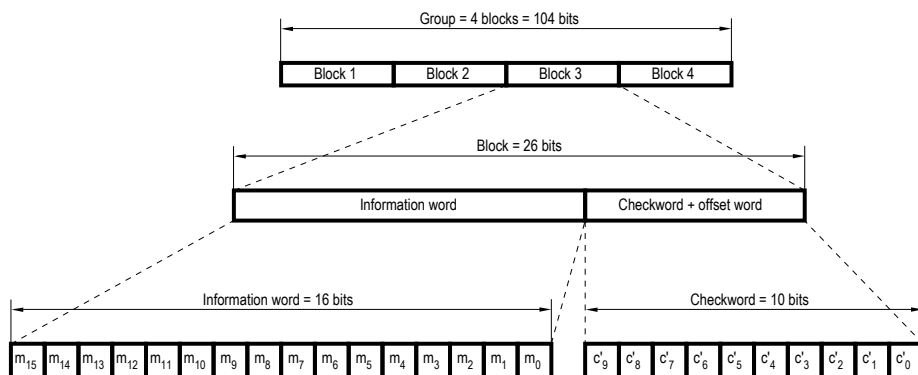 Group = 4 blocks = 104 bits
Block 1 Block 2 Block 3 Block 4
Block = 26 bits
Information word Checkword + offset word
Information word = 16 bits Checkword = 10 bits
m₁₅ m₁₄ m₁₃ m₁₂ m₁₁ m₁₀ m₉ m₈ m₇ m₆ m₅ m₄ m₃ m₂ m₁ m₀ c'₉ c'₈ c'₇ c'₆ c'₅ c'₄ c'₃ c'₂ c'₁ c'₀